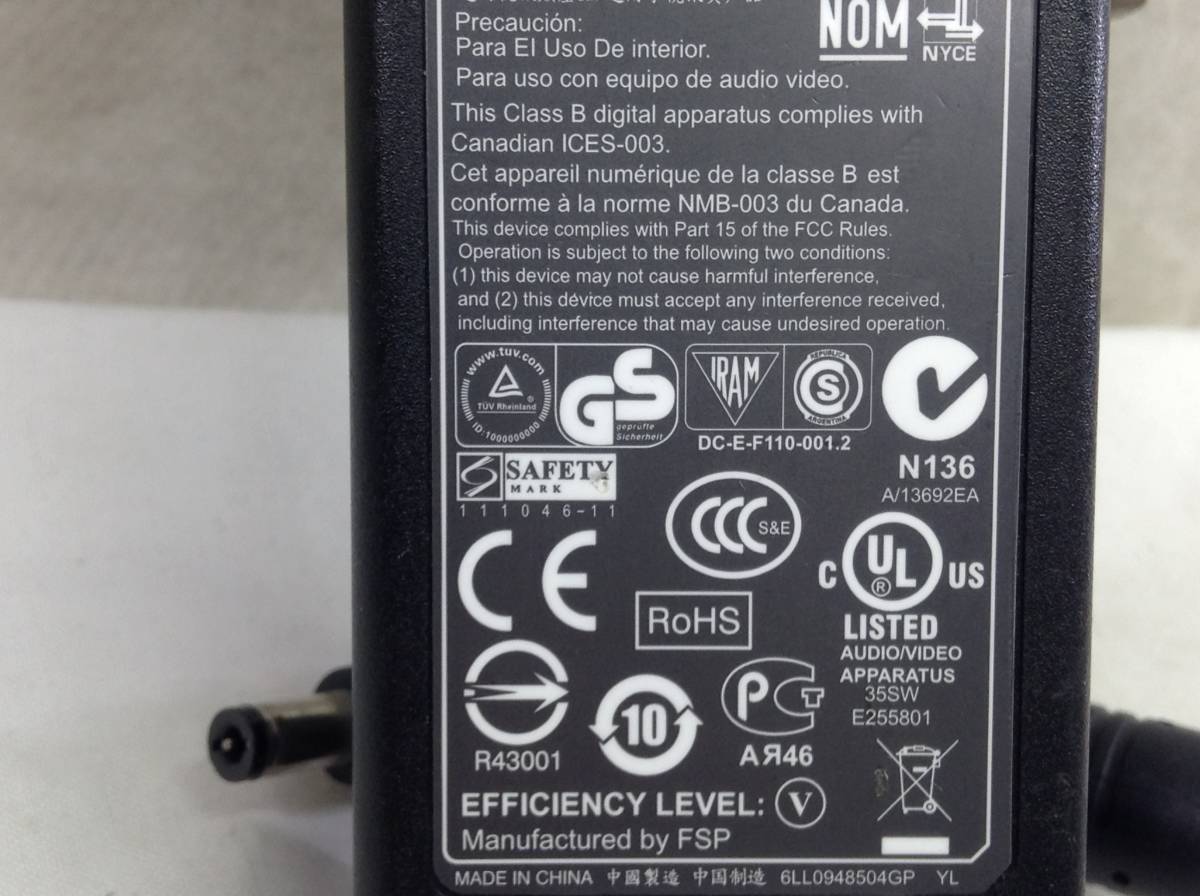 Precaución:
Para El Uso De interior.
Para uso con equipo de audio video.
NOM
NYCE
This Class B digital apparatus complies with
Canadian ICES-003.
Cet appareil numérique de la classe B est
conforme à la norme NMB-003 du Canada.
This device complies with Part 15 of the FCC Rules.
Operation is subject to the following two conditions:
(1) this device may not cause harmful interference,
and (2) this device must accept any interference received,
including interference that may cause undesired operation.
www.tuv.com
TÜV Rheinland ®
ID:1000000000
GS
geprüfte
Sicherheit
IRAM
REPUBLICA
S
ARGENTINA
DC-E-F110-001.2
N136
A/13692EA
SAFETY
MARK
111046-11
CCC S&E
CE
C UL ® US
LISTED
AUDIO/VIDEO
APPARATUS
35SW
E255801
RoHS
R43001
10
PCT
АЯ46
EFFICIENCY LEVEL: V
Manufactured by FSP
MADE IN CHINA 中國製造 中国制造 6LL0948504GP YL